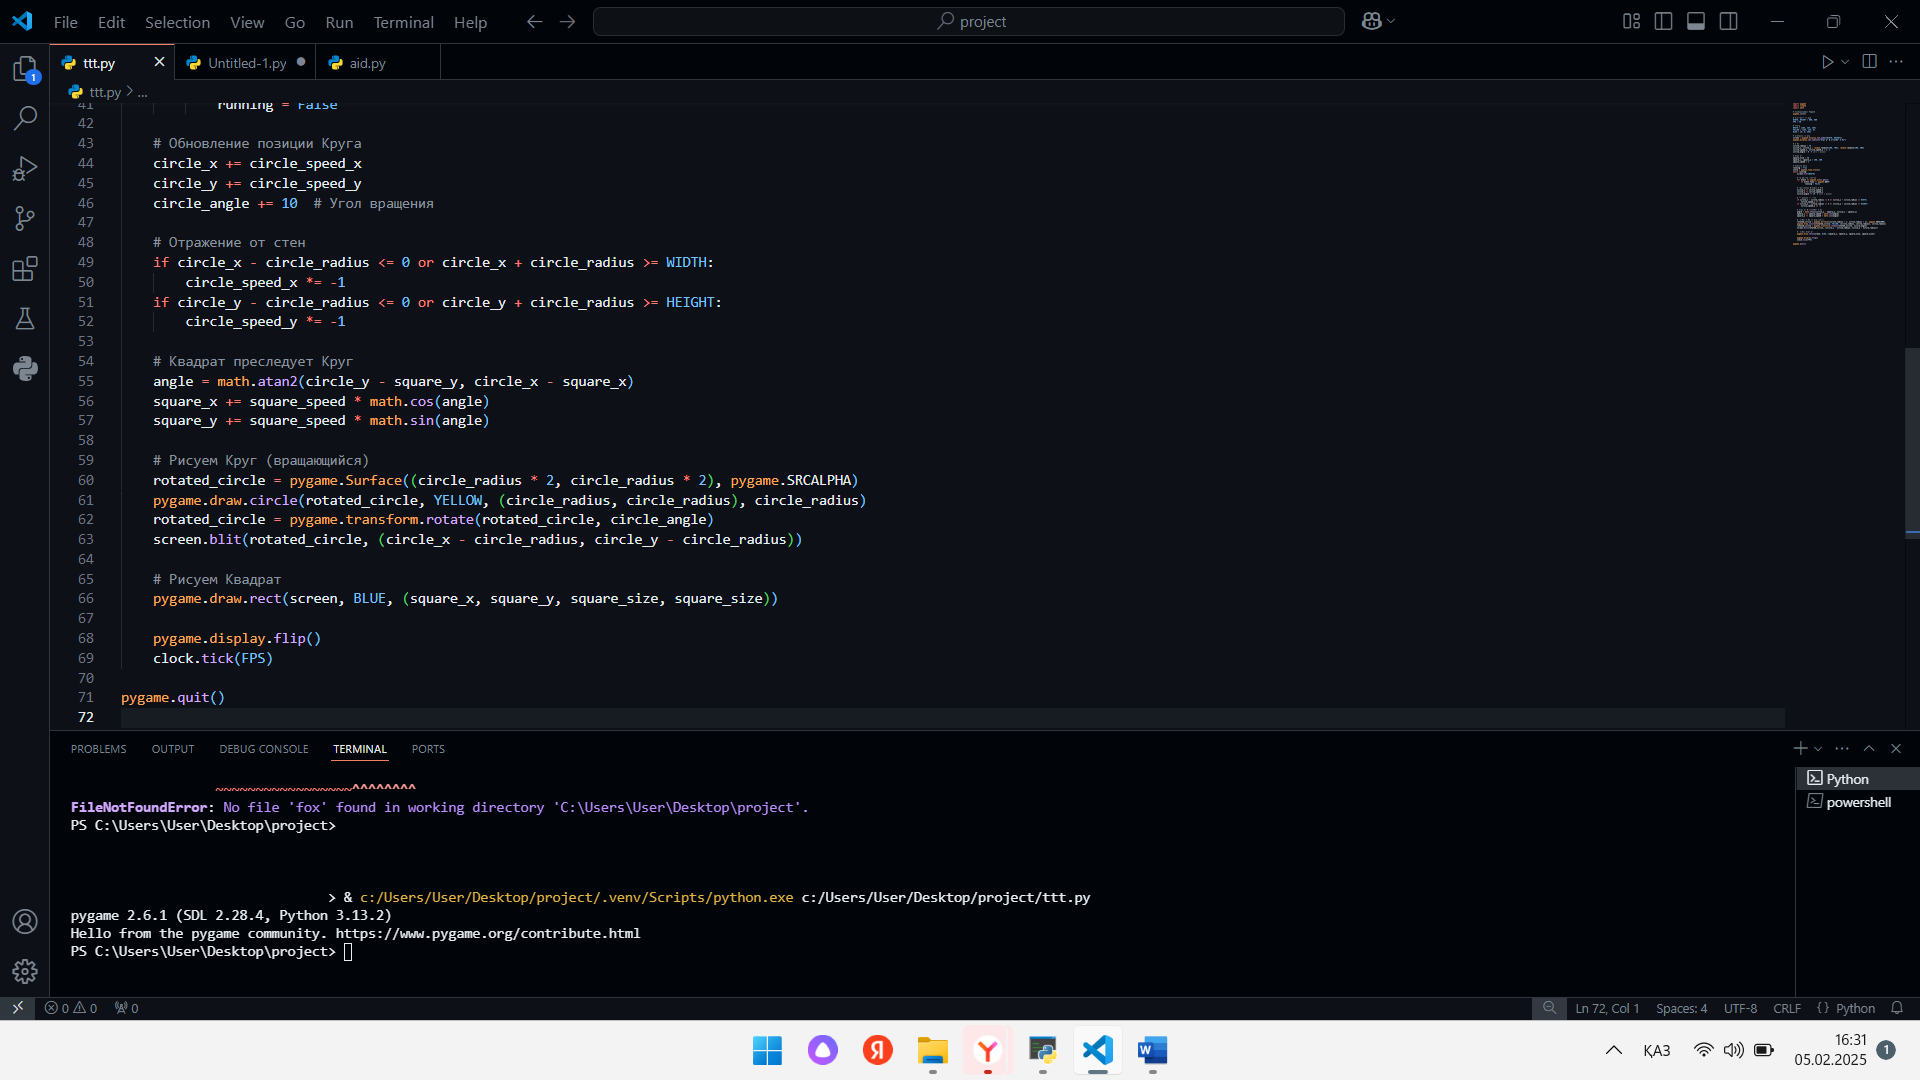 File Edit Selection View Go Run Terminal Help
project
ttt.py
Untitled-1.py
aid.py
ttt.py > ...
41 running = False
42
43 # Обновление позиции Круга
44 circle_x += circle_speed_x
45 circle_y += circle_speed_y
46 circle_angle += 10  # Угол вращения
47
48 # Отражение от стен
49 if circle_x - circle_radius <= 0 or circle_x + circle_radius >= WIDTH:
50 circle_speed_x *= -1
51 if circle_y - circle_radius <= 0 or circle_y + circle_radius >= HEIGHT:
52 circle_speed_y *= -1
53
54 # Квадрат преследует Круг
55 angle = math.atan2(circle_y - square_y, circle_x - square_x)
56 square_x += square_speed * math.cos(angle)
57 square_y += square_speed * math.sin(angle)
58
59 # Рисуем Круг (вращающийся)
60 rotated_circle = pygame.Surface((circle_radius * 2, circle_radius * 2), pygame.SRCALPHA)
61 pygame.draw.circle(rotated_circle, YELLOW, (circle_radius, circle_radius), circle_radius)
62 rotated_circle = pygame.transform.rotate(rotated_circle, circle_angle)
63 screen.blit(rotated_circle, (circle_x - circle_radius, circle_y - circle_radius))
64
65 # Рисуем Квадрат
66 pygame.draw.rect(screen, BLUE, (square_x, square_y, square_size, square_size))
67
68 pygame.display.flip()
69 clock.tick(FPS)
70
71 pygame.quit()
72
PROBLEMS OUTPUT DEBUG CONSOLE TERMINAL PORTS
~~~~~~~~~~~~~~~~~^^^^^^^^
FileNotFoundError: No file 'fox' found in working directory 'C:\Users\User\Desktop\project'.
PS C:\Users\User\Desktop\project>
> & c:/Users/User/Desktop/project/.venv/Scripts/python.exe c:/Users/User/Desktop/project/ttt.py
pygame 2.6.1 (SDL 2.28.4, Python 3.13.2)
Hello from the pygame community. https://www.pygame.org/contribute.html
PS C:\Users\User\Desktop\project>
Python
powershell
1
0 0 0
Ln 72, Col 1 Spaces: 4 UTF-8 CRLF {} Python
ҚАЗ
16:31
05.02.2025
1